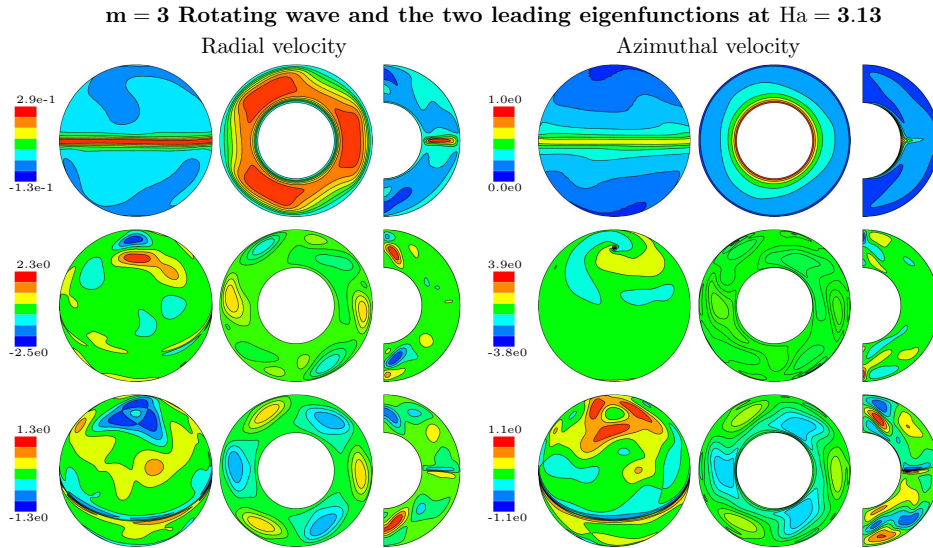 m = 3 Rotating wave and the two leading eigenfunctions at Ha = 3.13
Radial velocity
Azimuthal velocity
2.9e-1
-1.3e-1
1.0e0
0.0e0
2.3e0
-2.5e0
3.9e0
-3.8e0
1.3e0
-1.3e0
1.1e0
-1.1e0